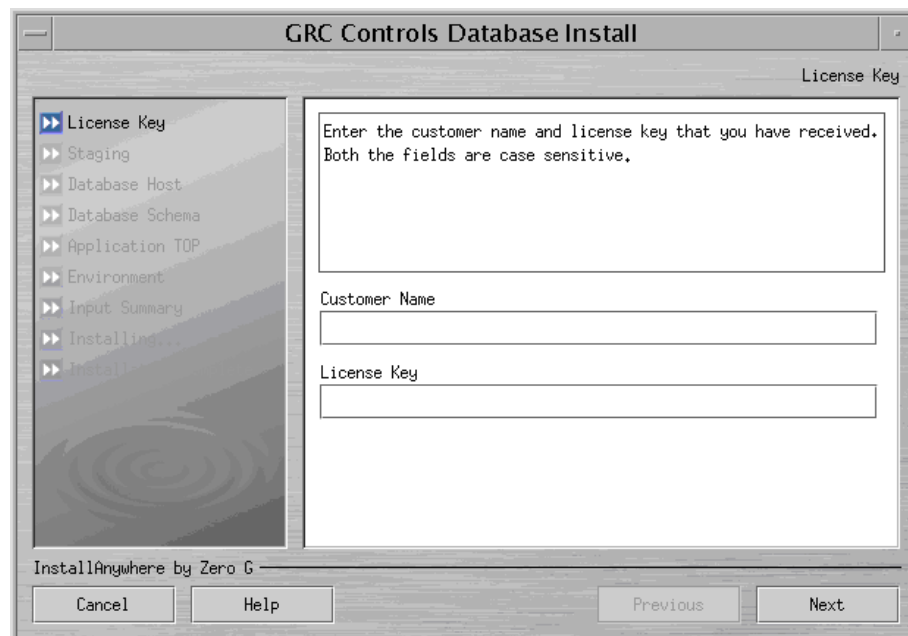 GRC Controls Database Install
License Key
License Key
Staging
Database Host
Database Schema
Application TOP
Environment
Input Summary
Installing...
Enter the customer name and license key that you have received.
Both the fields are case sensitive.
Customer Name
License Key
InstallAnywhere by Zero G
Cancel
Help
Previous
Next